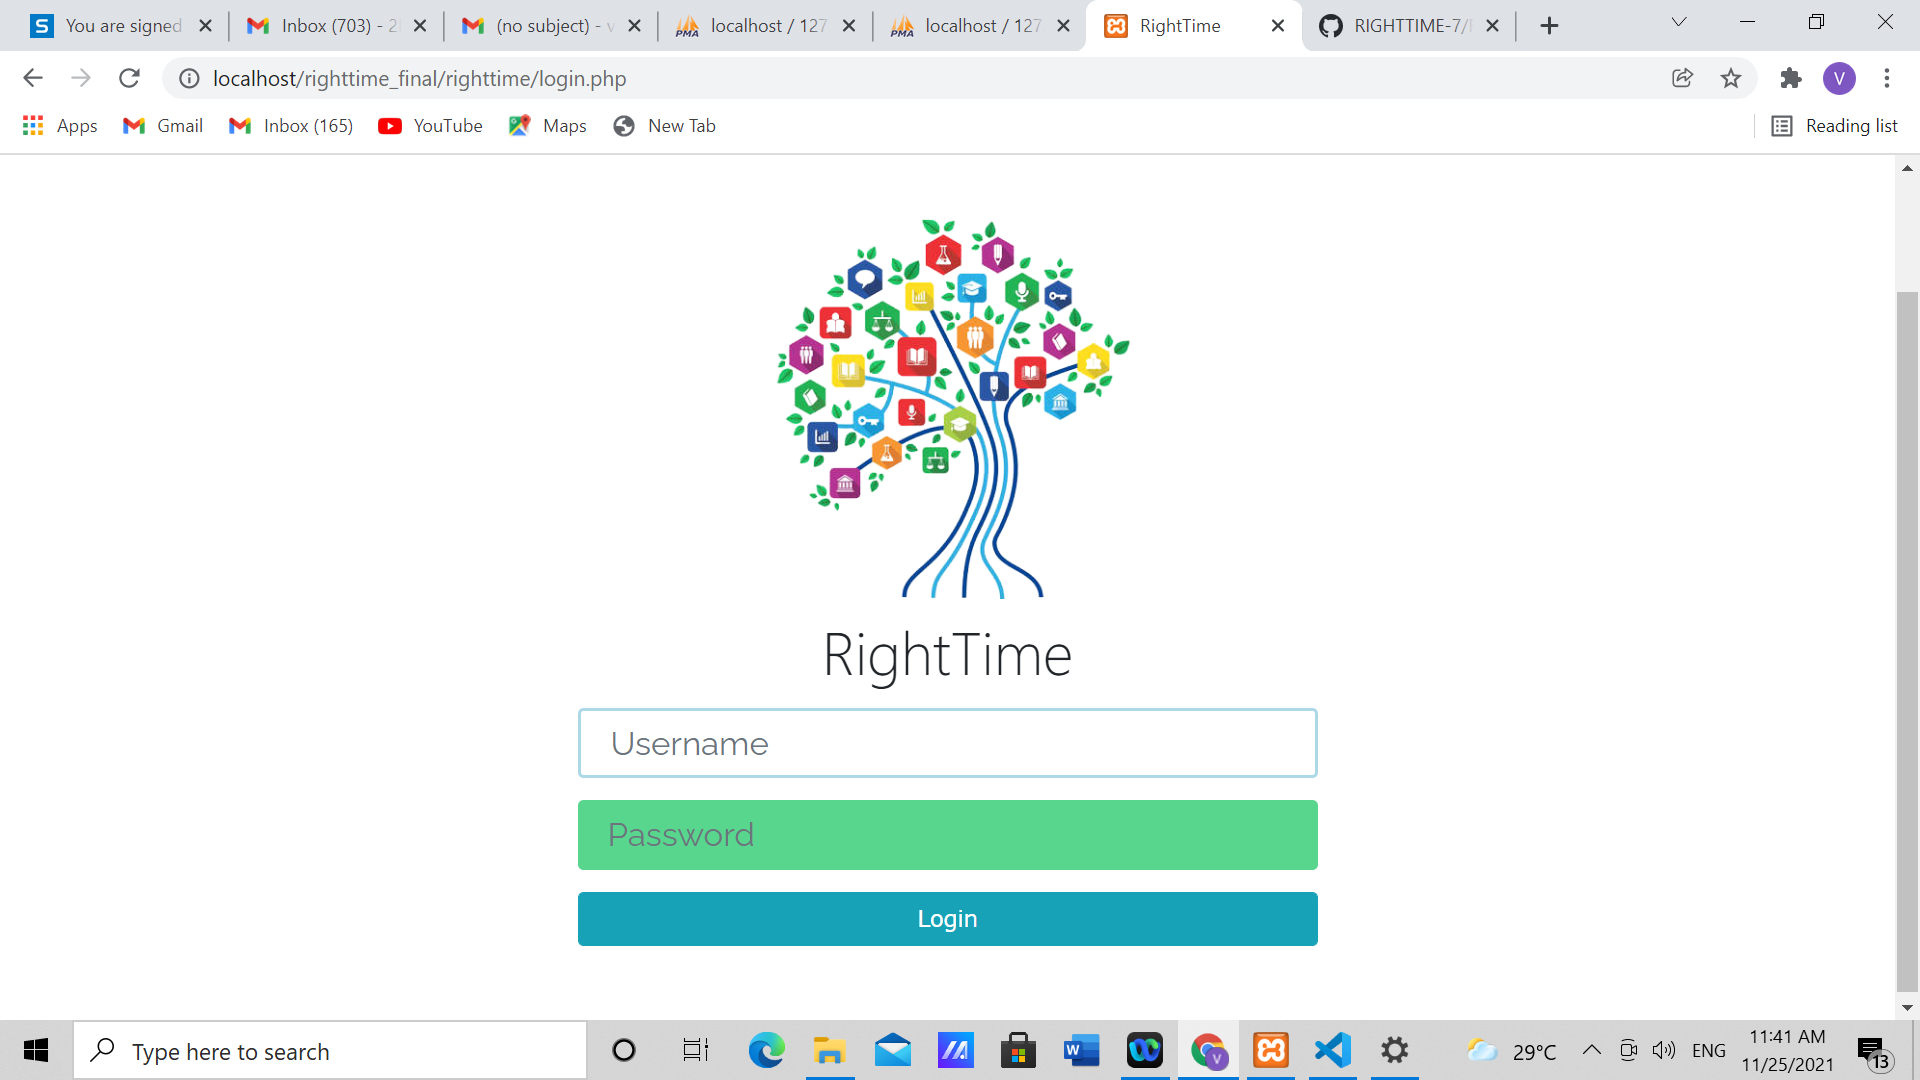 You are signed
Inbox (703) - 2
(no subject) - v
localhost / 127
localhost / 127
RightTime
RIGHTTIME-7/
localhost/righttime_final/righttime/login.php
V
Apps
Gmail
Inbox (165)
YouTube
Maps
New Tab
Reading list
RightTime
Username
Password
Login
Type here to search
29°C
ENG
11:41 AM
11/25/2021
13